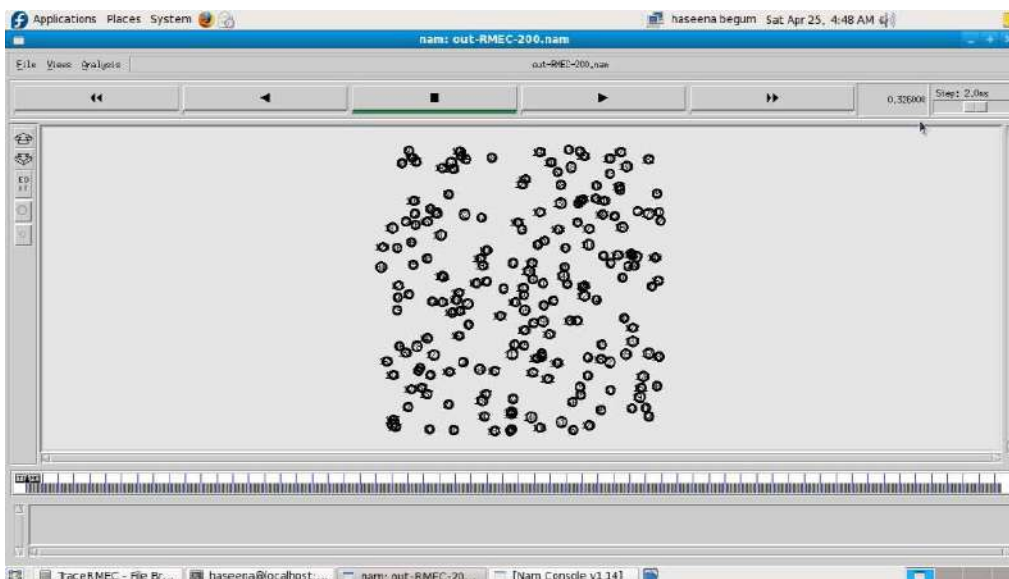 Applications Places System
haseena begum Sat Apr 25, 4:48 AM
nam: out-RMEC-200.nam
File Views Analysis
out-RMEC-200.nam
0.326000
Step: 2.0ms
TraceRMEC - File Br...
haseena@localhost:...
nam: out-RMEC-20...
[Nam Console v1.14]